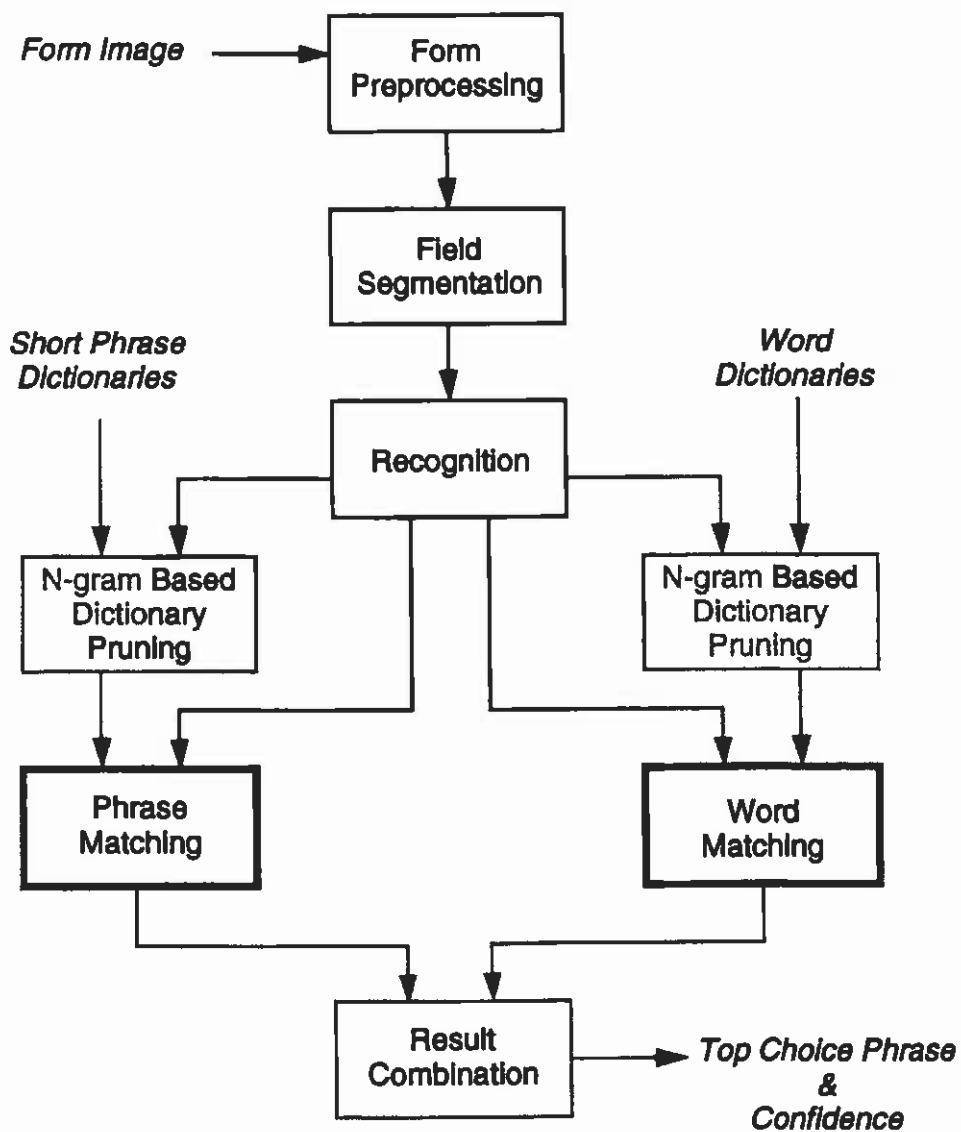 Form Image
Form
Preprocessing
Field
Segmentation
Short Phrase
Dictionaries
Word
Dictionaries
Recognition
N-gram Based
Dictionary
Pruning
N-gram Based
Dictionary
Pruning
Phrase
Matching
Word
Matching
Result
Combination
Top Choice Phrase
&
Confidence